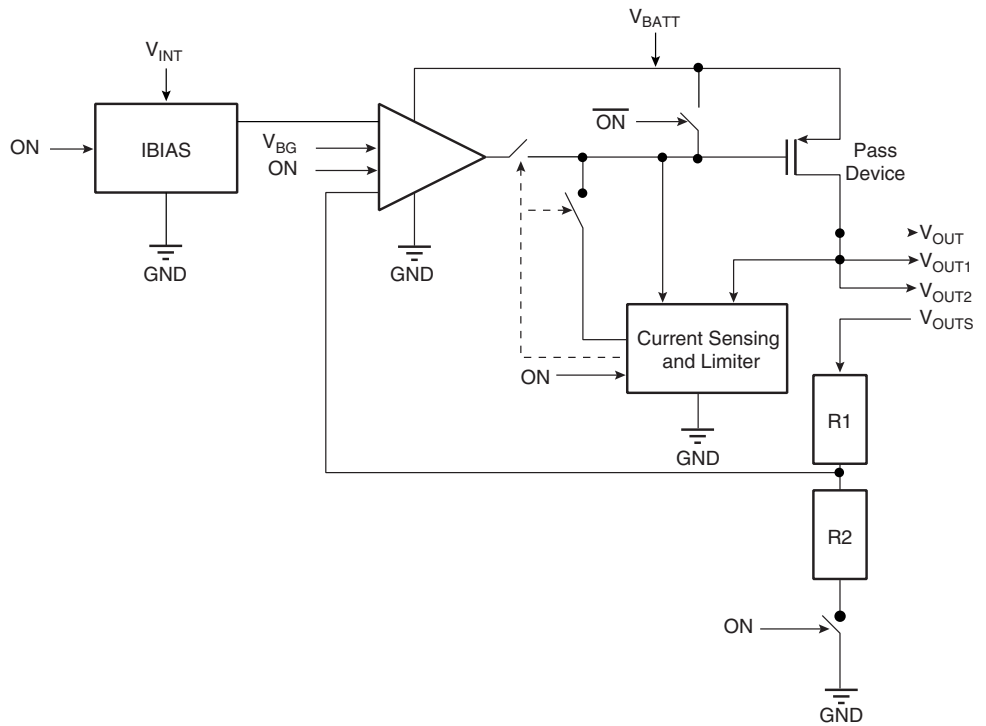 V_BATT
V_INT
ON
IBIAS
GND
V_BG
ON
GND
ON
Pass
Device
V_OUT
V_OUT1
V_OUT2
V_OUTS
Current Sensing
and Limiter
ON
GND
R1
R2
ON
GND